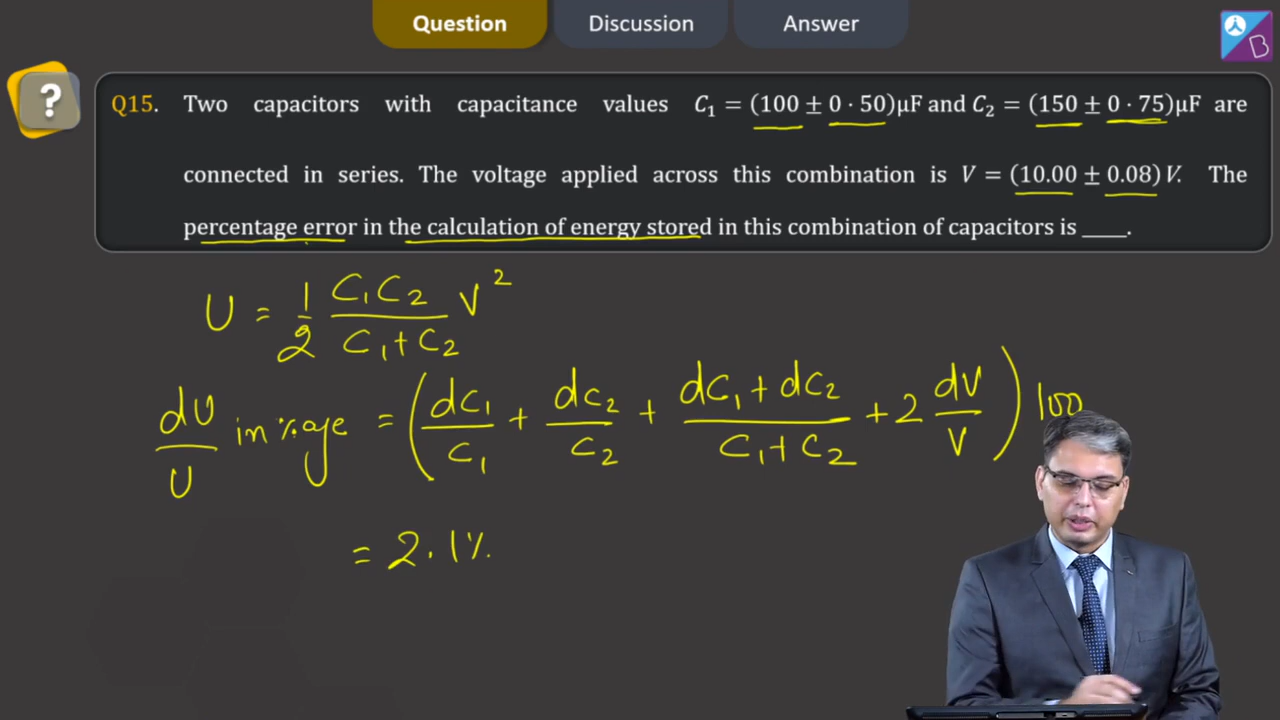 Question Discussion Answer
B
?
Q15. Two capacitors with capacitance values C₁ = (100 ± 0 · 50)μF and C₂ = (150 ± 0 · 75)μF are
connected in series. The voltage applied across this combination is V = (10.00 ± 0.08) V. The
percentage error in the calculation of energy stored in this combination of capacitors is ____.
U = 1/2 C₁C₂/(C₁+C₂) V²
dU/U in %age = (dC₁/C₁ + dC₂/C₂ + (dC₁+dC₂)/(C₁+C₂) + 2 dV/V) 100
= 2.1%